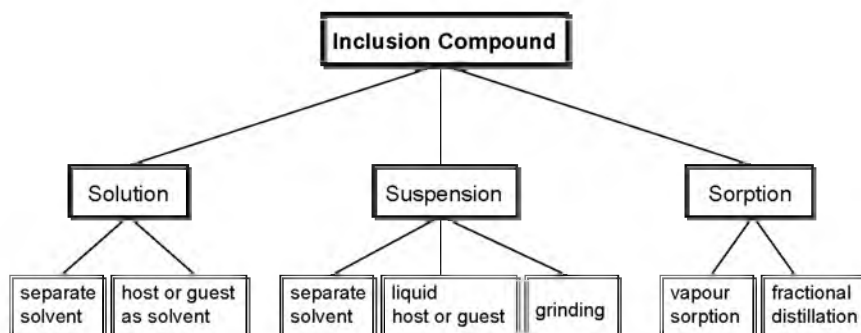 Inclusion Compound
Solution
Suspension
Sorption
separate
solvent
host or guest
as solvent
separate
solvent
liquid
host or guest
grinding
vapour
sorption
fractional
distillation